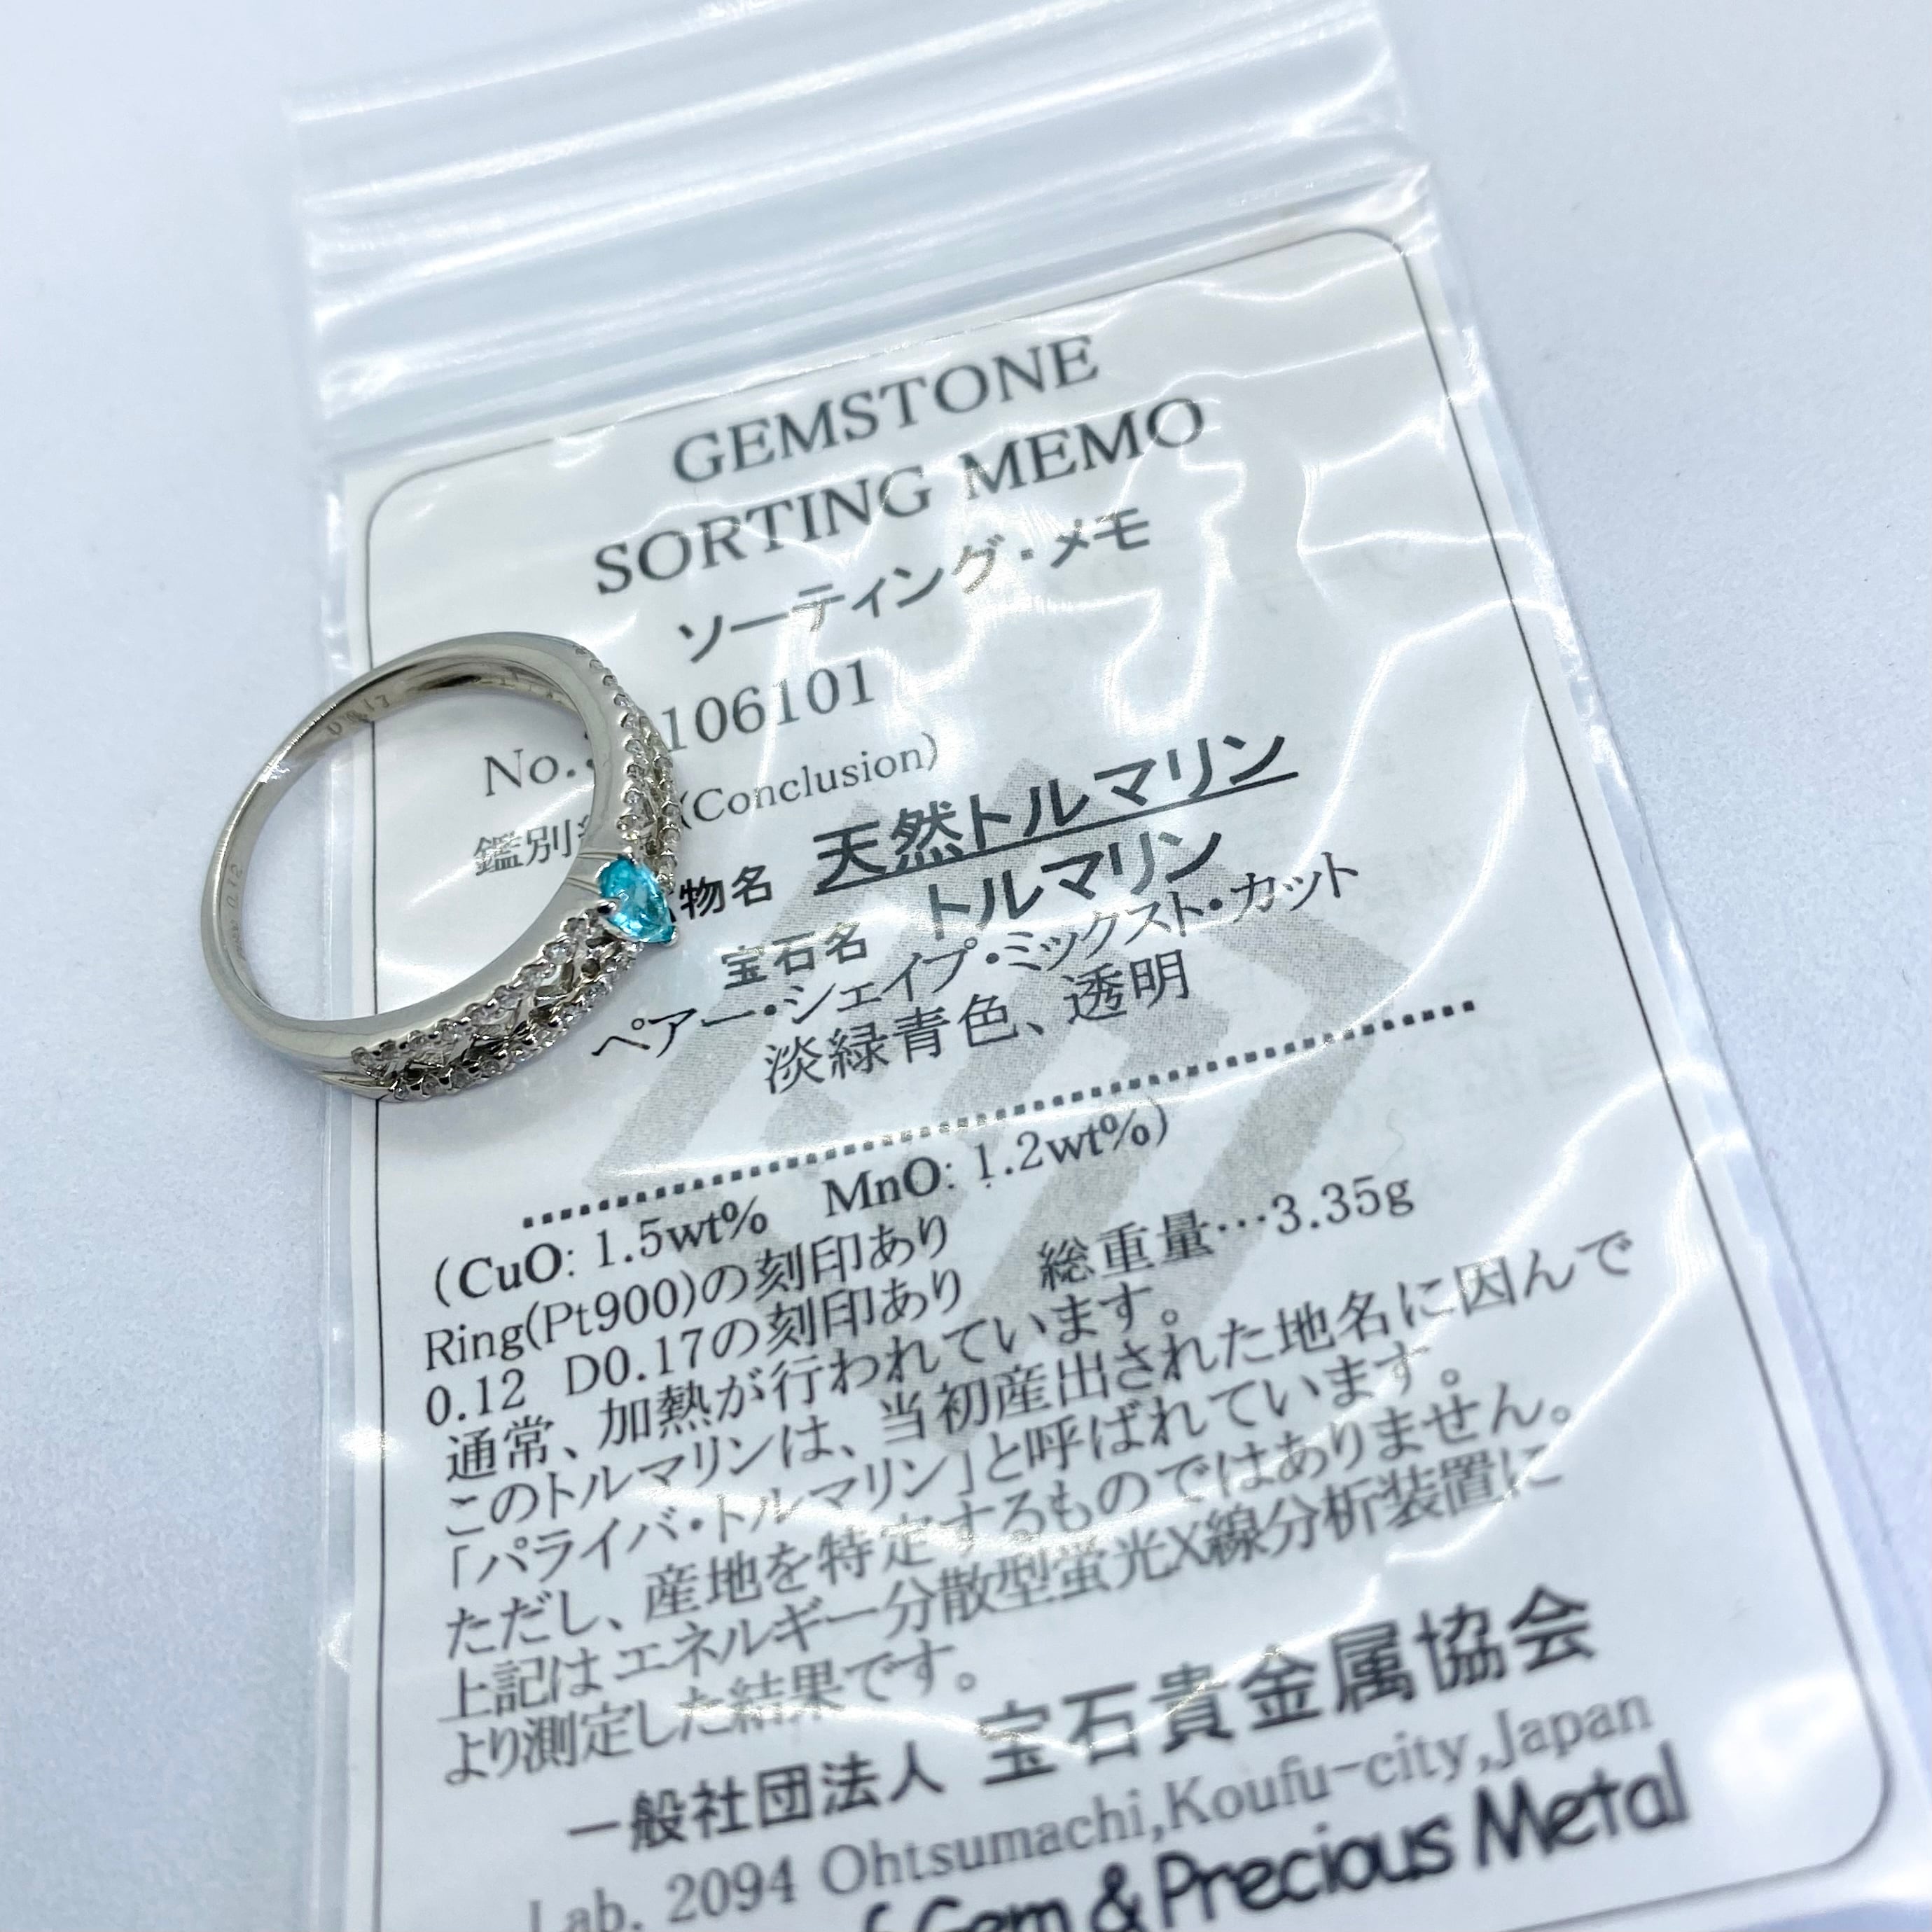 GEMSTONE
SORTING MEMO
ソーティング・メモ
No. 106101
鑑別 (Conclusion)
物名 天然トルマリン
宝石名 トルマリン
ペアー・シェイプ・ミックスト・カット
淡緑青色、透明
(CuO: 1.5wt% MnO: 1.2wt%)
Ring(Pt900)の刻印あり
0.12 D0.17の刻印あり 総重量…3.35g
通常、加熱が行われています。
このトルマリンは、当初産出された地名に因んで
「パライバ・トルマリン」と呼ばれています。
ただし、産地を特定するものではありません。
上記はエネルギー分散型蛍光X線分析装置に
より測定した結果です。
一般社団法人 宝石貴金属協会
Lab. 2094 Ohtsumachi,Koufu-city,Japan
Gem & Precious Metal
D0.17
0.12